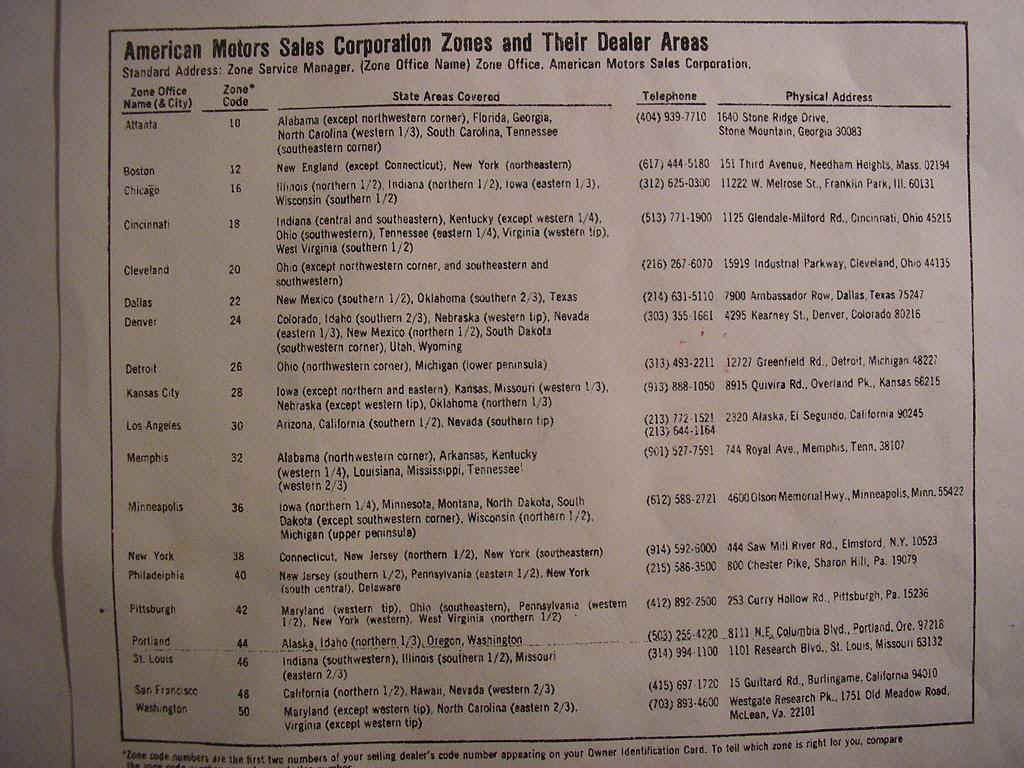 American Motors Sales Corporation Zones and Their Dealer Areas
Standard Address: Zone Service Manager, (Zone Office Name) Zone Office, American Motors Sales Corporation.
Zone Office Name (& City) Zone* Code State Areas Covered Telephone Physical Address
Atlanta 10 Alabama (except northwestern corner), Florida, Georgia, (404) 939-7710 1640 Stone Ridge Drive,
North Carolina (western 1/3), South Carolina, Tennessee Stone Mountain, Georgia 30083
(southeastern corner)
Boston 12 New England (except Connecticut), New York (northeastern) (617) 444-5180 151 Third Avenue, Needham Heights, Mass. 02194
Chicago 16 Illinois (northern 1/2), Indiana (northern 1/2), Iowa (eastern 1/3), (312) 625-0300 11222 W. Melrose St., Franklin Park, Ill. 60131
Wisconsin (southern 1/2)
Cincinnati 18 Indiana (central and southeastern), Kentucky (except western 1/4), (513) 771-1900 1125 Glendale-Milford Rd., Cincinnati, Ohio 45215
Ohio (southwestern), Tennessee (eastern 1/4), Virginia (western tip),
West Virginia (southern 1/2)
Cleveland 20 Ohio (except northwestern corner, and southeastern and (216) 267-6070 15919 Industrial Parkway, Cleveland, Ohio 44135
southwestern)
Dallas 22 New Mexico (southern 1/2), Oklahoma (southern 2/3), Texas (214) 631-5110 7900 Ambassador Row, Dallas, Texas 75247
Denver 24 Colorado, Idaho (southern 2/3), Nebraska (western tip), Nevada (303) 355-1661 4295 Kearney St., Denver, Colorado 80216
(eastern 1/3), New Mexico (northern 1/2), South Dakota
(southwestern corner), Utah, Wyoming
Detroit 26 Ohio (northwestern corner), Michigan (lower peninsula) (313) 493-2211 12727 Greenfield Rd., Detroit, Michigan 48227
Kansas City 28 Iowa (except northern and eastern), Kansas, Missouri (western 1/3), (913) 888-1050 8915 Quivira Rd., Overland Pk., Kansas 66215
Nebraska (except western tip), Oklahoma (northern 1/3)
Los Angeles 30 Arizona, California (southern 1/2), Nevada (southern tip) (213) 772-1521 2320 Alaska, El Segundo, California 90245
(213) 644-1164
Memphis 32 Alabama (northwestern corner), Arkansas, Kentucky (901) 527-7591 744 Royal Ave., Memphis, Tenn. 38107
(western 1/4), Louisiana, Mississippi, Tennessee
(western 2/3)
Minneapolis 36 Iowa (northern 1/4), Minnesota, Montana, North Dakota, South (612) 588-2721 4600 Olson Memorial Hwy., Minneapolis, Minn. 55422
Dakota (except southwestern corner), Wisconsin (northern 1/2),
Michigan (upper peninsula)
New York 38 Connecticut, New Jersey (northern 1/2), New York (southeastern) (914) 592-6000 444 Saw Mill River Rd., Elmsford, N.Y. 10523
Philadelphia 40 New Jersey (southern 1/2), Pennsylvania (eastern 1/2), New York (215) 586-3500 800 Chester Pike, Sharon Hill, Pa. 19079
(south central), Delaware
Pittsburgh 42 Maryland (western tip), Ohio (southeastern), Pennsylvania (western (412) 892-2500 253 Curry Hollow Rd., Pittsburgh, Pa. 15236
1/2), New York (western), West Virginia (northern 1/2)
Portland 44 Alaska, Idaho (northern 1/3), Oregon, Washington (503) 255-4220 8111 N.E. Columbia Blvd., Portland, Ore. 97218
St. Louis 46 Indiana (southwestern), Illinois (southern 1/2), Missouri (314) 994-1100 1101 Research Blvd., St. Louis, Missouri 63132
(eastern 2/3)
San Francisco 48 California (northern 1/2), Hawaii, Nevada (western 2/3) (415) 697-1720 15 Guittard Rd., Burlingame, California 94010
Washington 50 Maryland (except western tip), North Carolina (eastern 2/3), (703) 893-4600 Westgate Research Pk., 1751 Old Meadow Road,
Virginia (except western tip) McLean, Va. 22101
*Zone code numbers are the first two numbers of your selling dealer's code number appearing on your Owner Identification Card. To tell which zone is right for you, compare